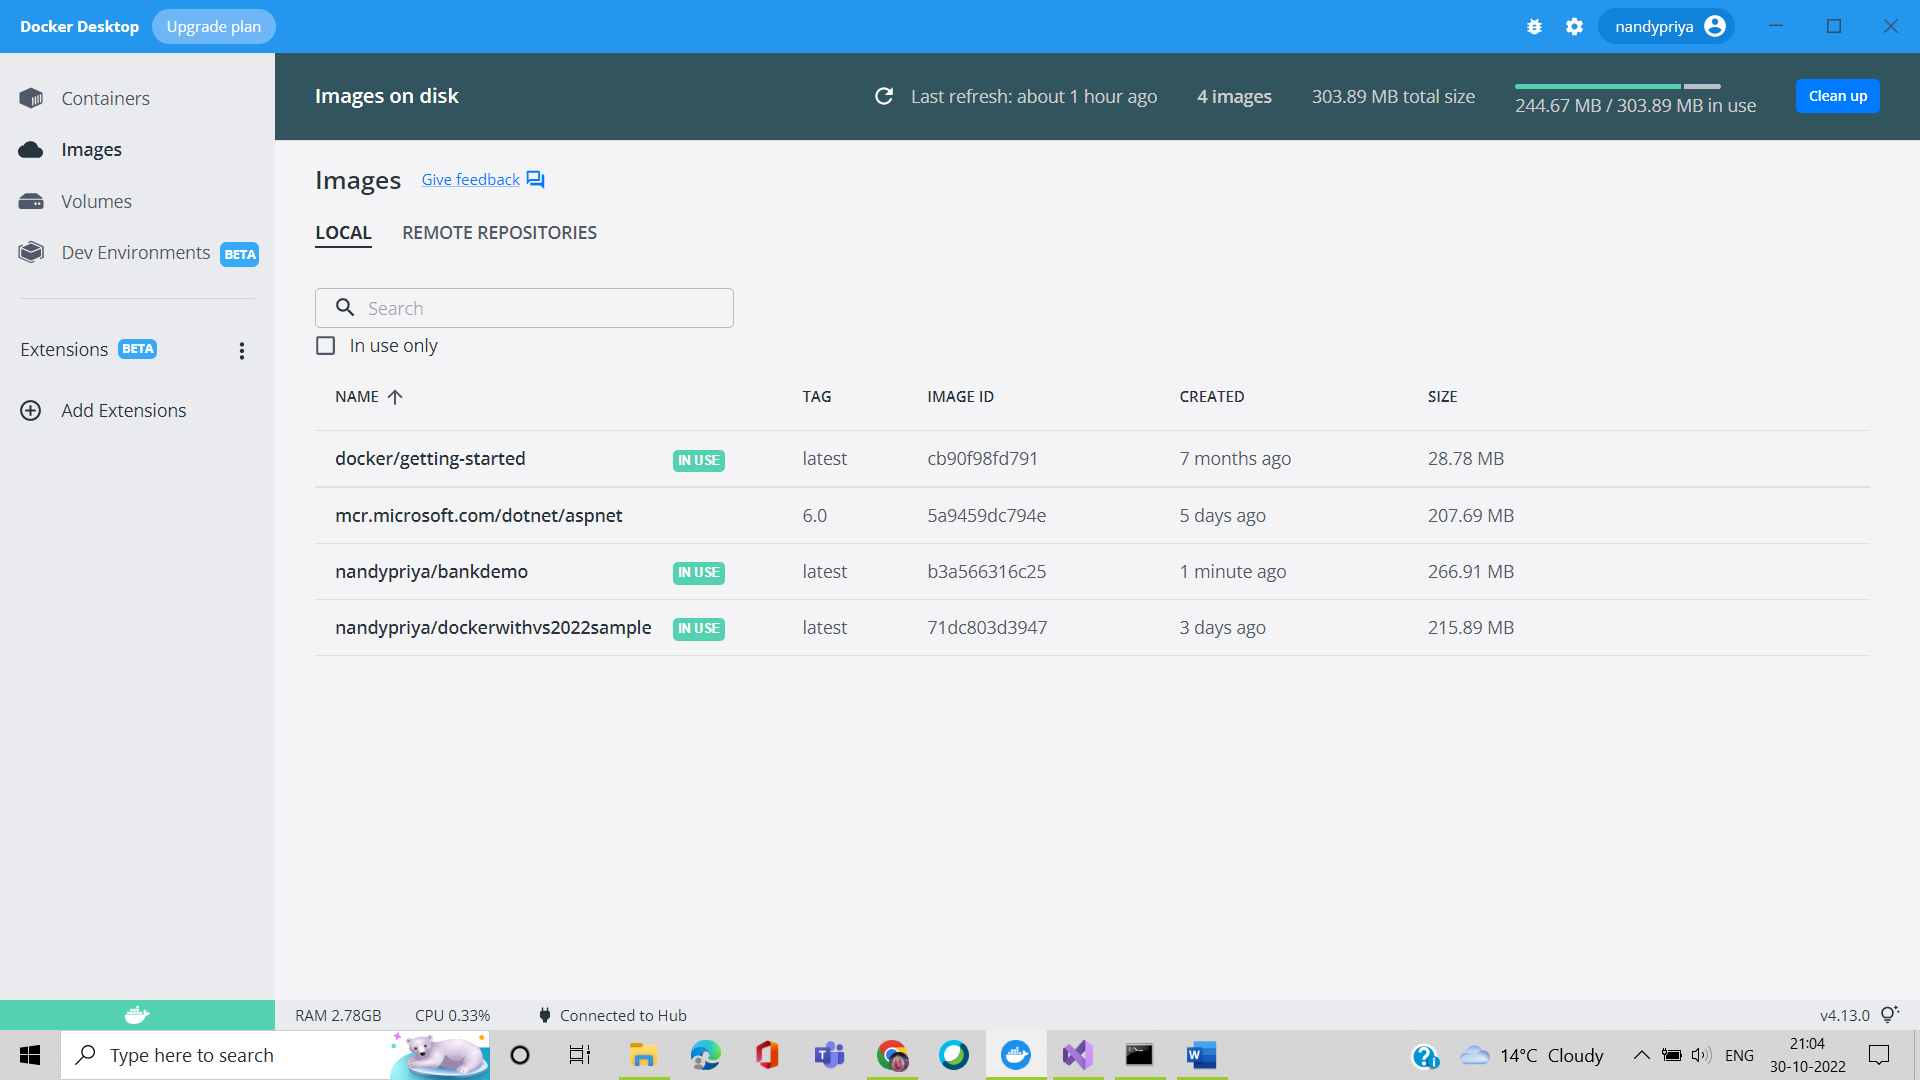 Docker Desktop Upgrade plan nandypriya
Containers
Images
Volumes
Dev Environments BETA
Extensions BETA
Add Extensions
Images on disk Last refresh: about 1 hour ago 4 images 303.89 MB total size 244.67 MB / 303.89 MB in use Clean up
Images Give feedback
LOCAL REMOTE REPOSITORIES
Search
In use only
NAME TAG IMAGE ID CREATED SIZE
docker/getting-started IN USE latest cb90f98fd791 7 months ago 28.78 MB
mcr.microsoft.com/dotnet/aspnet 6.0 5a9459dc794e 5 days ago 207.69 MB
nandypriya/bankdemo IN USE latest b3a566316c25 1 minute ago 266.91 MB
nandypriya/dockerwithvs2022sample IN USE latest 71dc803d3947 3 days ago 215.89 MB
RAM 2.78GB CPU 0.33% Connected to Hub v4.13.0
Type here to search 14°C Cloudy ENG 21:04
30-10-2022